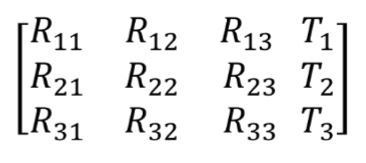 R₁₁ R₁₂ R₁₃ T₁
R₂₁ R₂₂ R₂₃ T₂
R₃₁ R₃₂ R₃₃ T₃